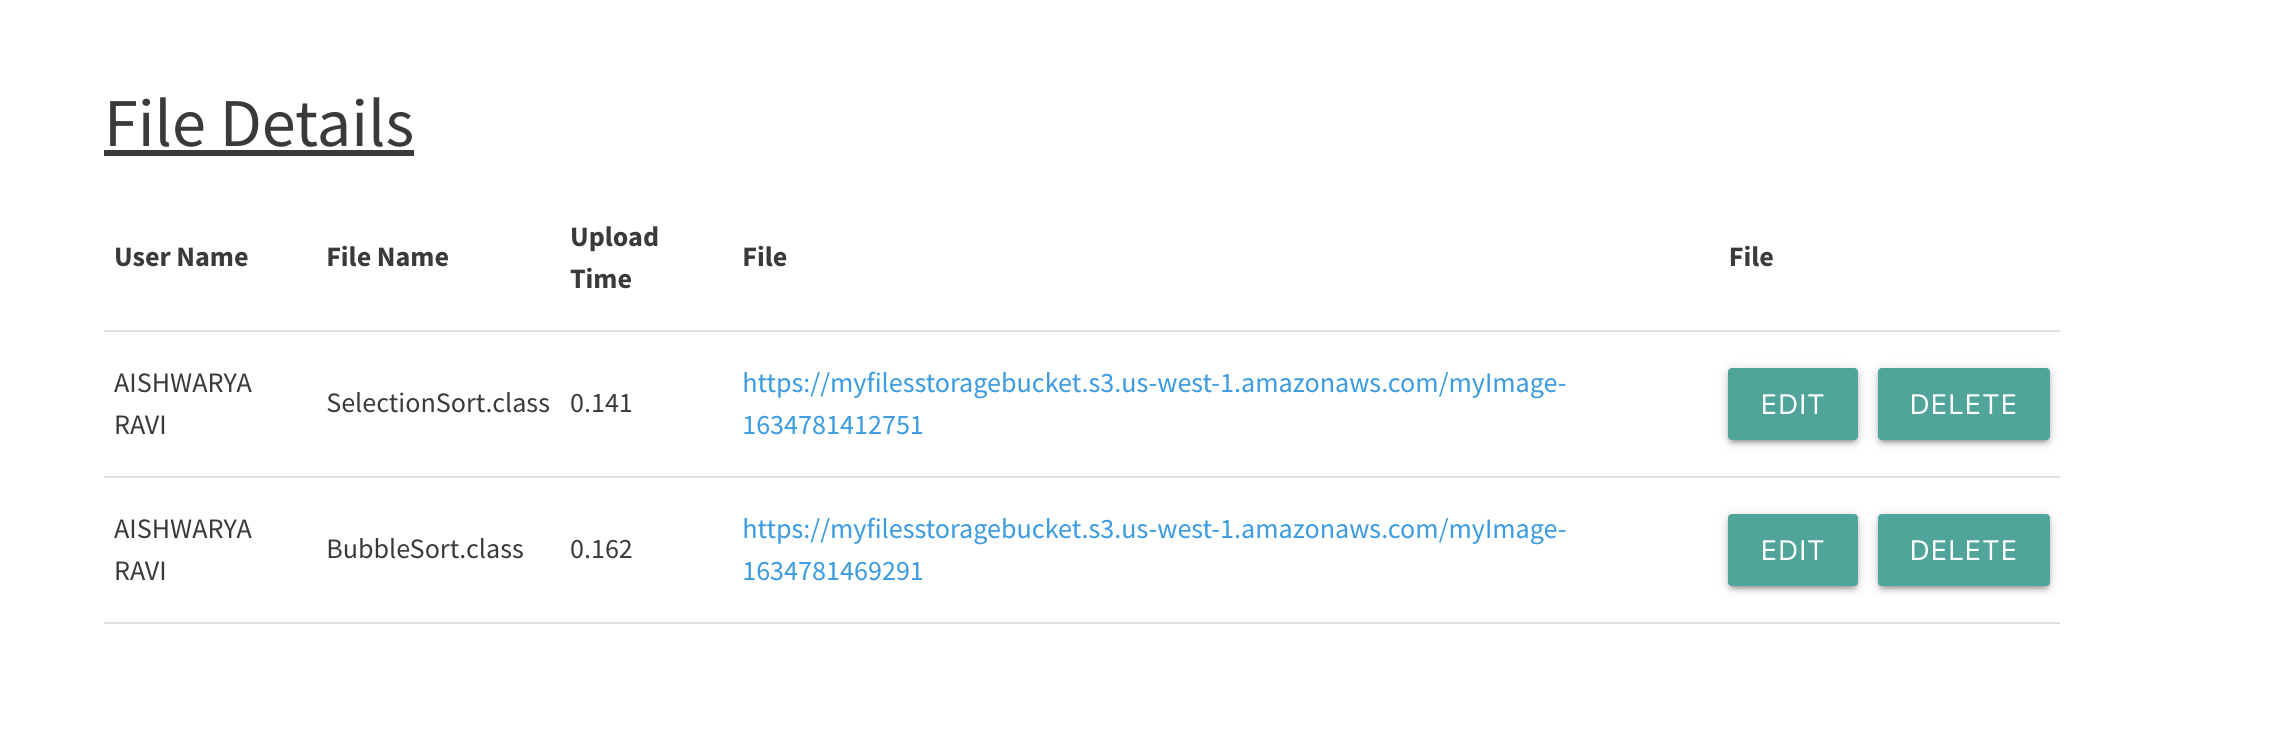 File Details
User Name File Name Upload Time File File
AISHWARYA RAVI SelectionSort.class 0.141 https://myfilesstoragebucket.s3.us-west-1.amazonaws.com/myImage-1634781412751 EDIT DELETE
AISHWARYA RAVI BubbleSort.class 0.162 https://myfilesstoragebucket.s3.us-west-1.amazonaws.com/myImage-1634781469291 EDIT DELETE